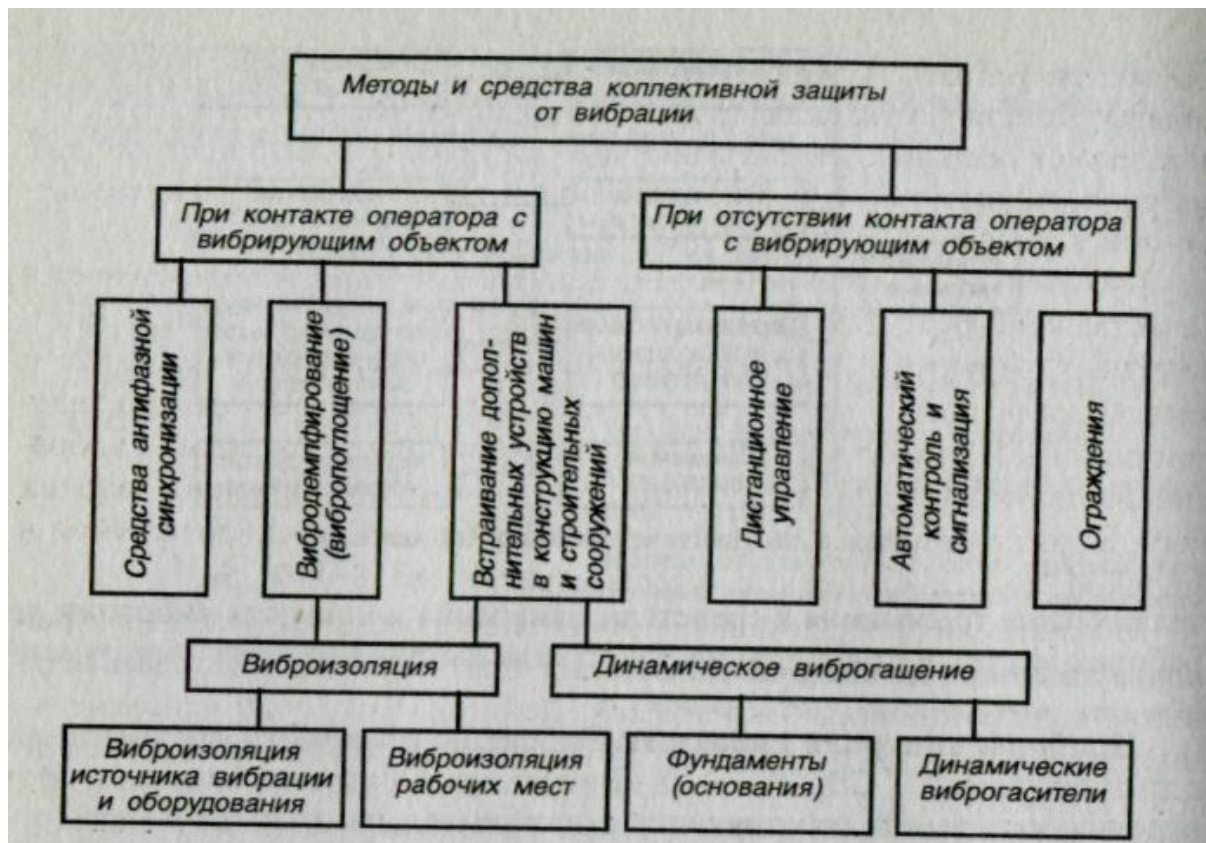 Методы и средства коллективной защиты
от вибрации
При контакте оператора с
вибрирующим объектом
При отсутствии контакта оператора
с вибрирующим объектом
Средства антифазной
синхронизации
Вибродемпфирование
(вибропоглощение)
Встраивание допол-
нительных устройств
в конструкцию машин
и строительных
сооружений
Дистанционное
управление
Автоматический
контроль и
сигнализация
Ограждения
Виброизоляция
Динамическое виброгашение
Виброизоляция
источника вибрации
и оборудования
Виброизоляция
рабочих мест
Фундаменты
(основания)
Динамические
виброгасители